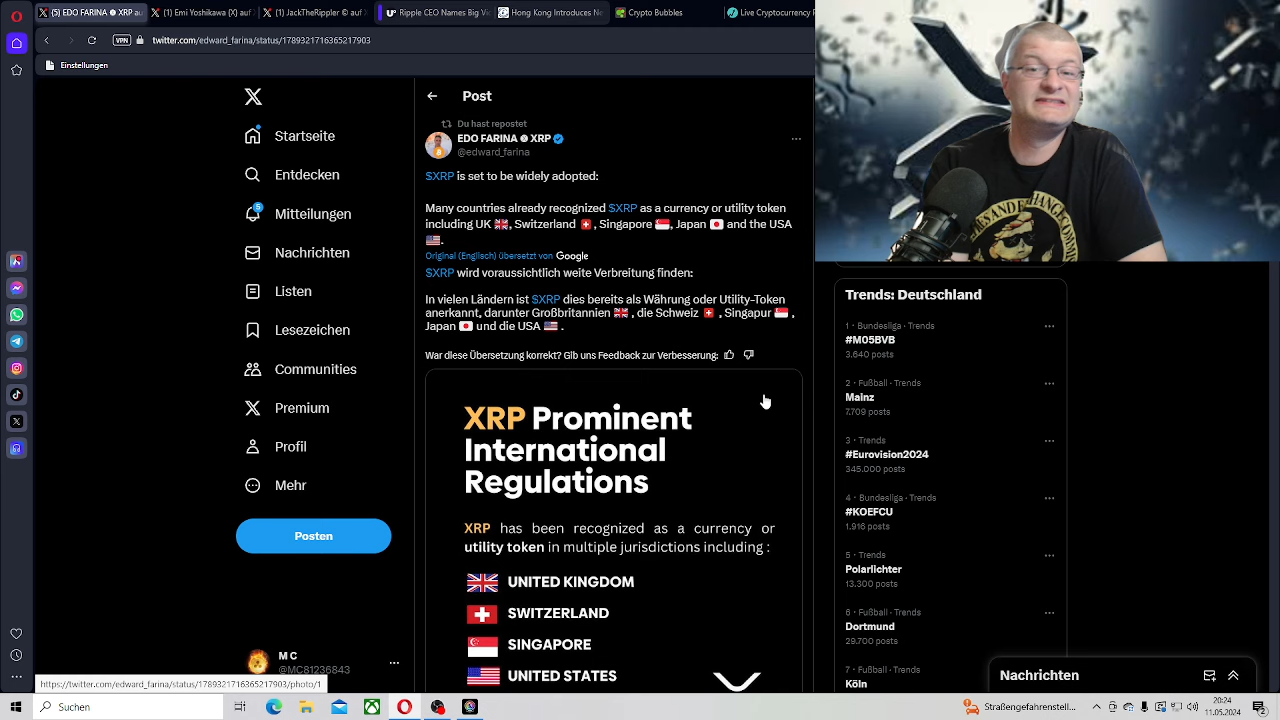 (5) EDO FARINA 🅧 XRP auf
(1) Emi Yoshikawa (X) auf
(1) JackTheRippler © auf
Ripple CEO Names Big Vi
Hong Kong Introduces Ne
Crypto Bubbles
Live Cryptocurrency P
VPN
twitter.com/edward_farina/status/1789321716365217903
Einstellungen
Startseite
Entdecken
5
Mitteilungen
Nachrichten
Listen
Lesezeichen
Communities
Premium
Profil
Mehr
Posten
M C
@MC81236843
Post
Du hast repostet
EDO FARINA 🅧 XRP
@edward_farina
$XRP is set to be widely adopted:
Many countries already recognized $XRP as a currency or utility token
including UK 🇬🇧, Switzerland 🇨🇭, Singapore 🇸🇬, Japan 🇯🇵 and the USA
🇺🇸.
Original (Englisch) übersetzt von Google
$XRP wird voraussichtlich weite Verbreitung finden:
In vielen Ländern ist $XRP dies bereits als Währung oder Utility-Token
anerkannt, darunter Großbritannien 🇬🇧 , die Schweiz 🇨🇭 , Singapur 🇸🇬 ,
Japan 🇯🇵 und die USA 🇺🇸 .
War diese Übersetzung korrekt? Gib uns Feedback zur Verbesserung:
XRP Prominent
International
Regulations
XRP has been recognized as a currency or
utility token in multiple jurisdictions including :
UNITED KINGDOM
SWITZERLAND
SINGAPORE
UNITED STATES
Trends: Deutschland
1 · Bundesliga · Trends
#M05BVB
3.640 posts
2 · Fußball · Trends
Mainz
7.709 posts
3 · Trends
#Eurovision2024
345.000 posts
4 · Bundesliga · Trends
#KOEFCU
1.916 posts
5 · Trends
Polarlichter
13.300 posts
6 · Fußball · Trends
Dortmund
29.700 posts
7 · Fußball · Trends
Köln
Nachrichten
https://twitter.com/edward_farina/status/1789321716365217903/photo/1
Suchen
Straßengefahrenstell...
20:24
11.05.2024
2